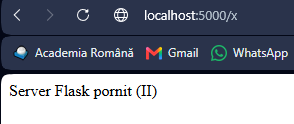 localhost:5000/x
Academia Română Gmail WhatsApp
Server Flask pornit (II)